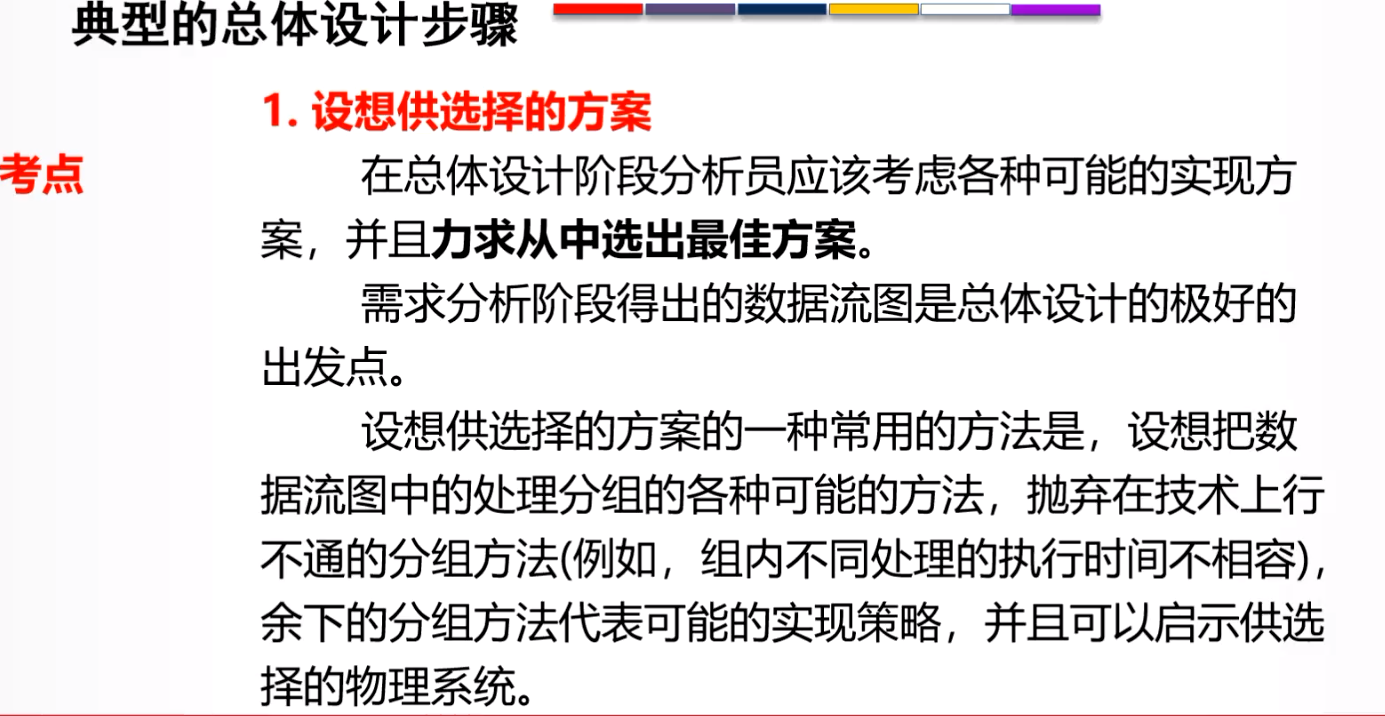 典型的总体设计步骤
1. 设想供选择的方案
考点
在总体设计阶段分析员应该考虑各种可能的实现方
案，并且力求从中选出最佳方案。
需求分析阶段得出的数据流图是总体设计的极好的
出发点。
设想供选择的方案的一种常用的方法是，设想把数
据流图中的处理分组的各种可能的方法，抛弃在技术上行
不通的分组方法(例如，组内不同处理的执行时间不相容)，
余下的分组方法代表可能的实现策略，并且可以启示供选
择的物理系统。